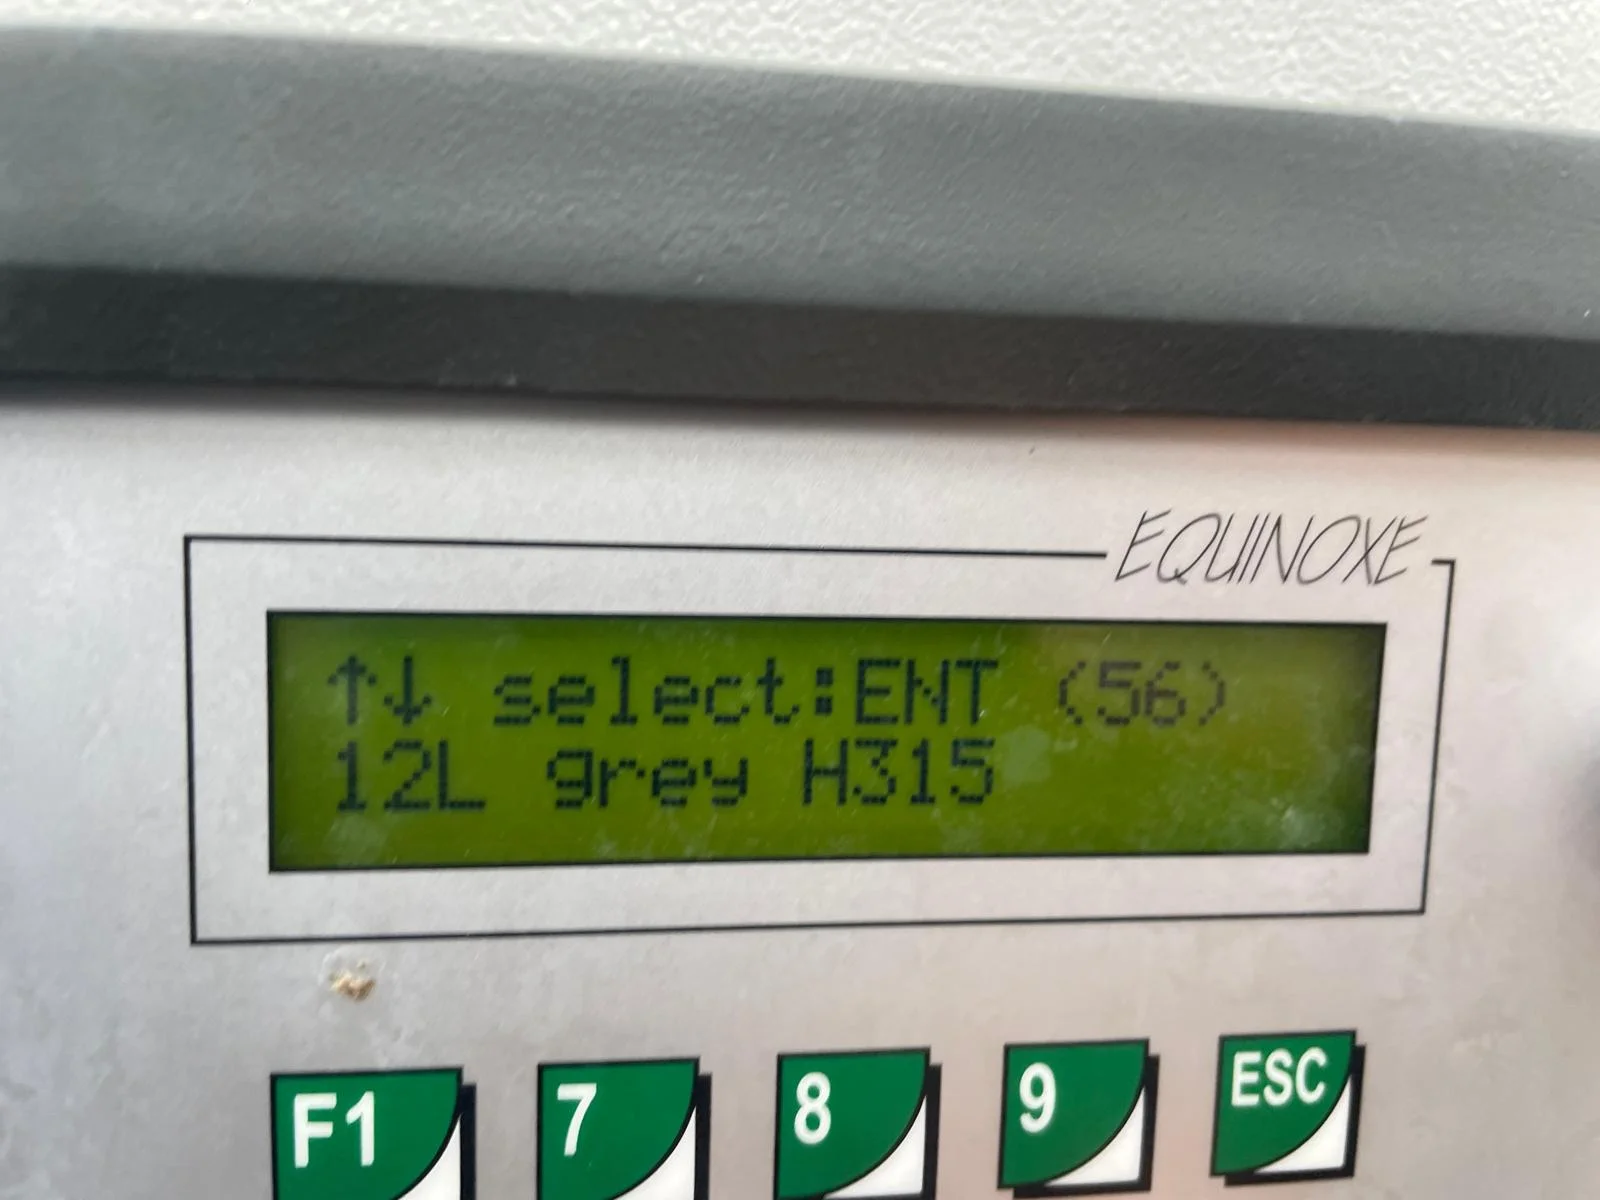 EQUINOXE
↑↓ select:ENT (56)
12L grey H315
F1 7 8 9 ESC